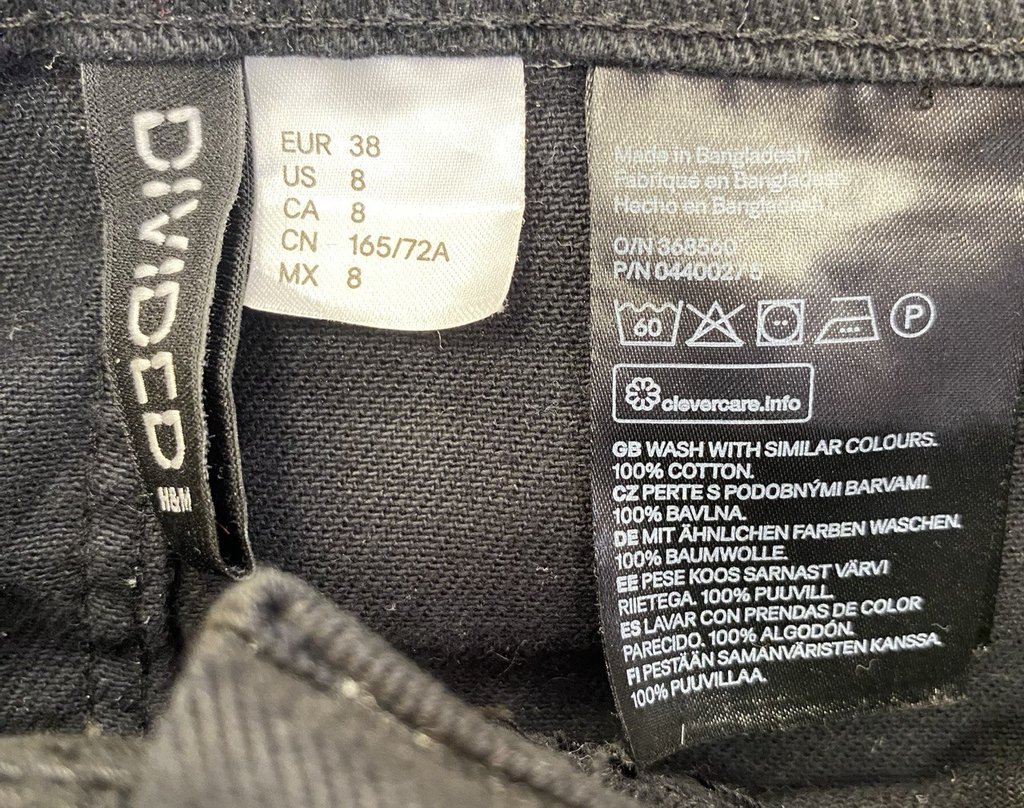 DIVIDED
H&M
EUR 38
US 8
CA 8
CN 165/72A
MX 8
Made in Bangladesh
Fabriqué en Bangladesh
Hecho en Bangladesh
O/N 368560
P/N 0440027
60
P
clevercare.info
GB WASH WITH SIMILAR COLOURS.
100% COTTON.
CZ PERTE S PODOBNÝMI BARVAMI.
100% BAVLNA.
DE MIT ÄHNLICHEN FARBEN WASCHEN.
100% BAUMWOLLE.
EE PESE KOOS SARNAST VÄRVI
RIIETEGA. 100% PUUVILL.
ES LAVAR CON PRENDAS DE COLOR
PARECIDO. 100% ALGODÓN.
FI PESTÄÄN SAMANVÄRISTEN KANSSA.
100% PUUVILLAA.